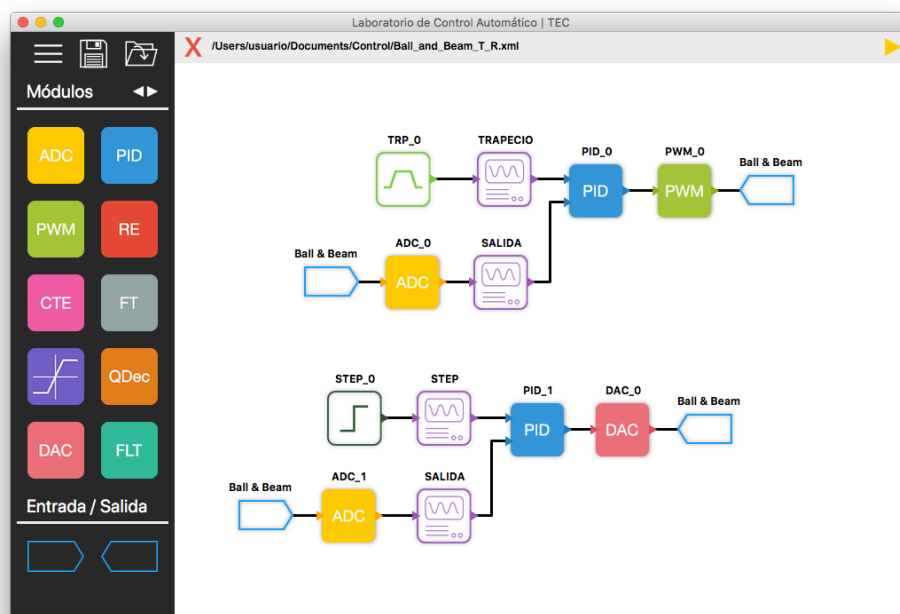 Laboratorio de Control Automático | TEC
X /Users/usuario/Documents/Control/Ball_and_Beam_T_R.xml
Módulos
ADC PID
PWM RE
CTE FT
QDec
DAC FLT
Entrada / Salida
TRP_0 TRAPECIO
PID_0 PWM_0
Ball & Beam
PID PWM
Ball & Beam
ADC_0 SALIDA
ADC
STEP_0 STEP
PID_1 DAC_0
Ball & Beam
PID DAC
Ball & Beam
ADC_1 SALIDA
ADC